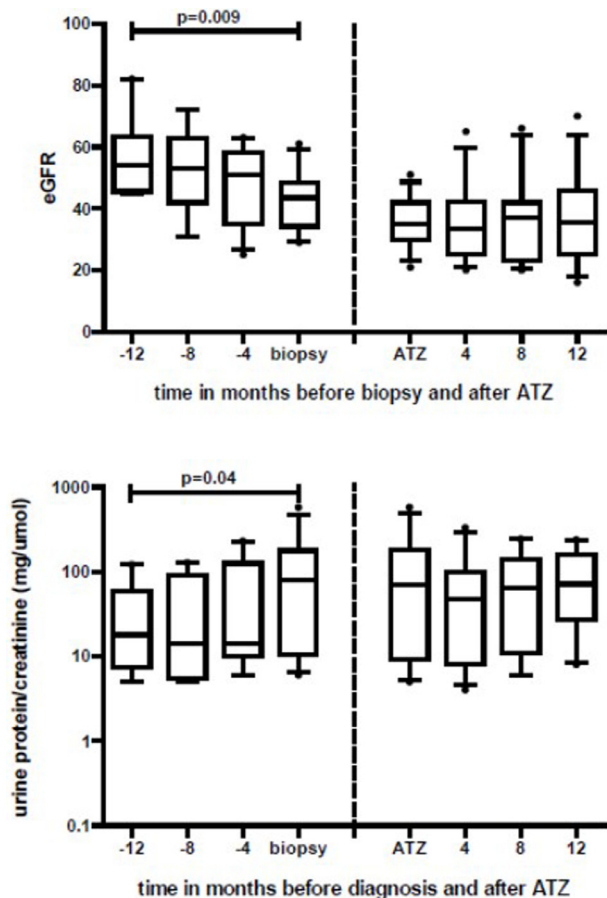 p=0.009
100
80
60
40
20
0
eGFR
-12 -8 -4 biopsy ATZ 4 8 12
time in months before biopsy and after ATZ
p=0.04
1000
100
10
1
0.1
urine protein/creatinine (mg/umol)
-12 -8 -4 biopsy ATZ 4 8 12
time in months before diagnosis and after ATZ